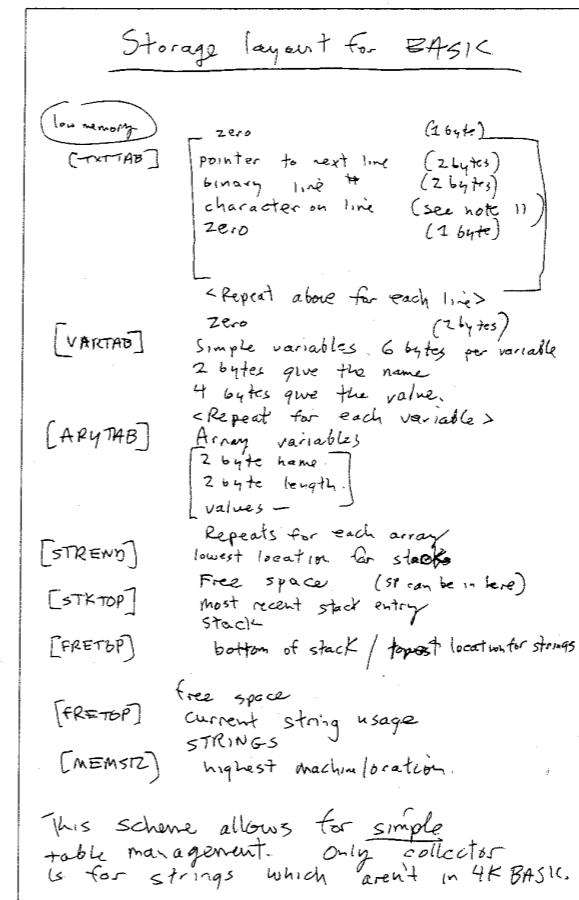 Storage layout for BASIC
low memory
zero (1 byte)
[TXTTAB]
pointer to next line (2 bytes)
binary line # (2 bytes)
character on line (see note 11)
zero (1 byte)
<Repeat above for each line>
zero (2 bytes)
[VARTAB] Simple variables. 6 bytes per variable
2 bytes give the name
4 bytes give the value.
<Repeat for each variable>
[ARYTAB] Array variables
2 byte name.
2 byte length.
values —
Repeats for each array
[STREND] lowest location for stack
Free space (SP can be in here)
[STKTOP] most recent stack entry
stack
[FRETOP] bottom of stack / location for strings
free space
[FRETOP] current string usage
STRINGS
[MEMSIZ] highest machine location.
This scheme allows for simple
table management. Only collector
is for strings which aren't in 4K BASIC.